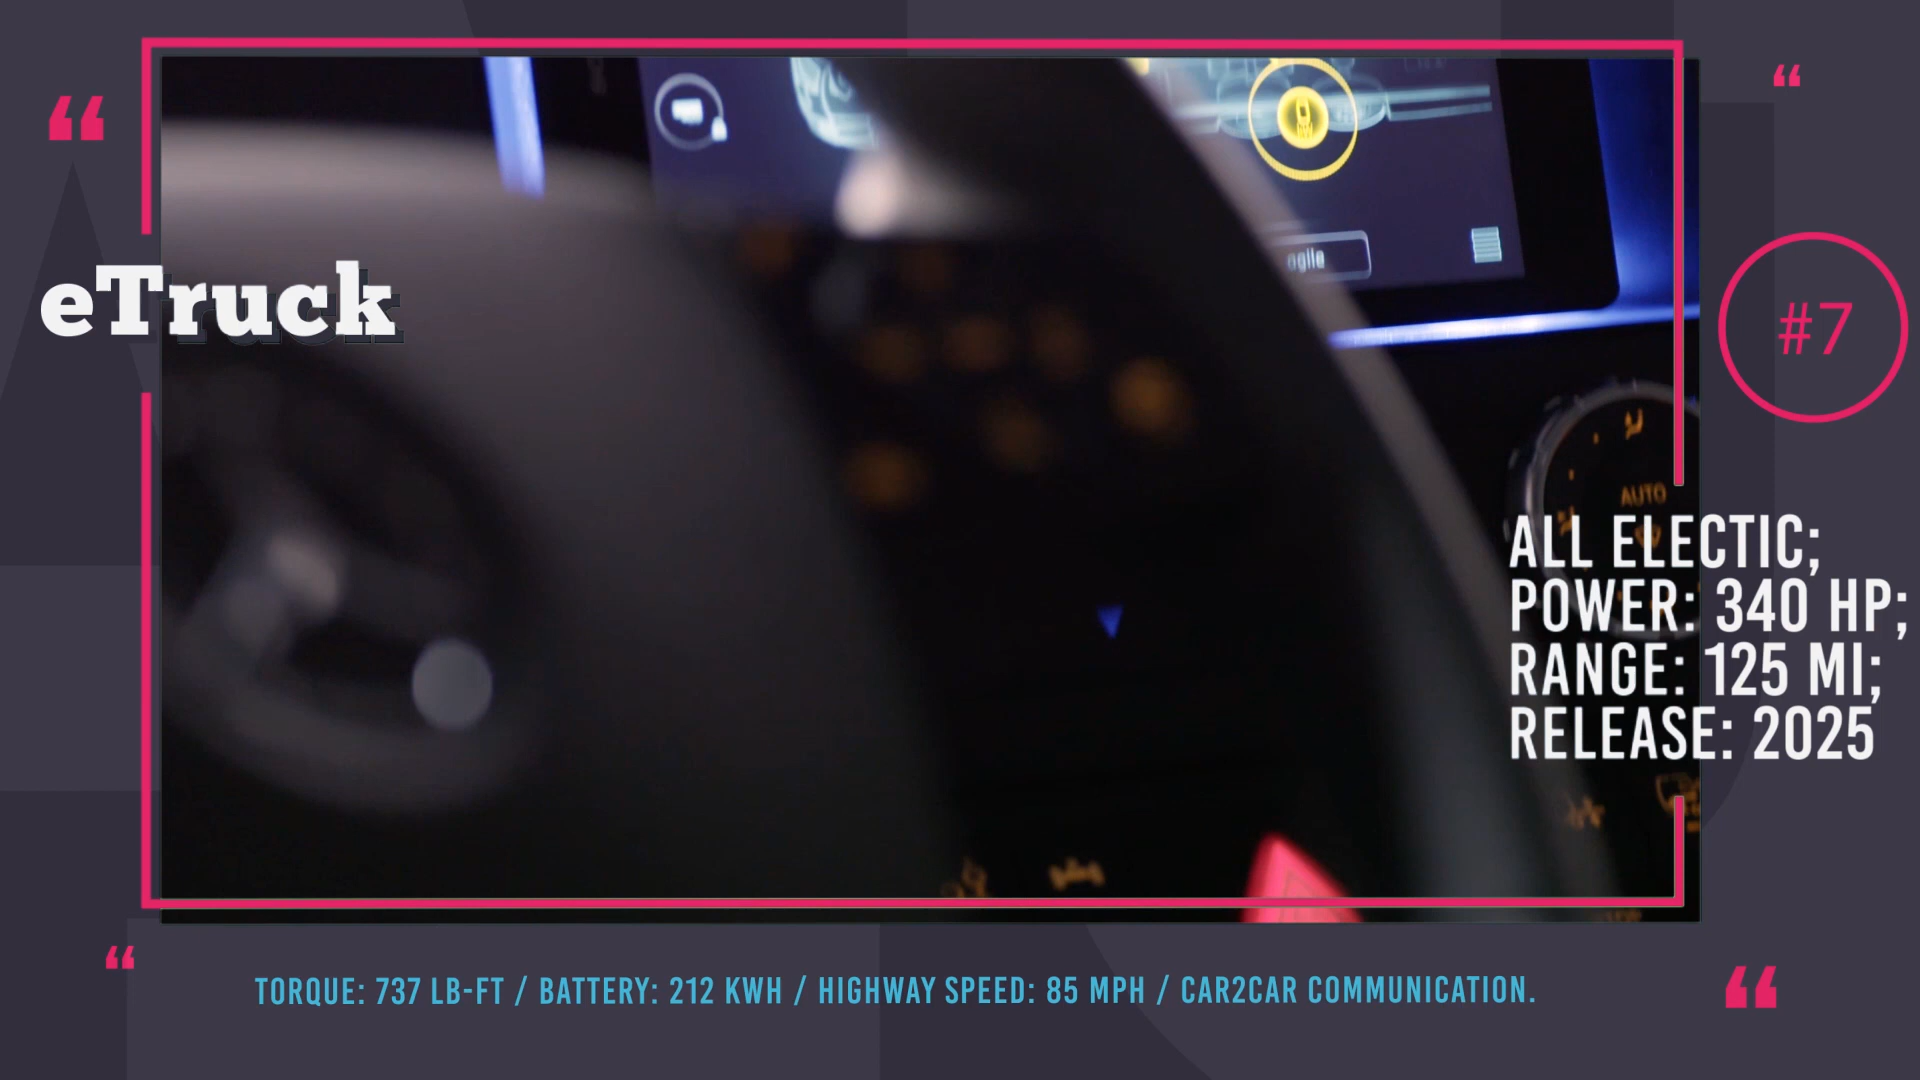 eTruck
#7
agile
AUTO
ALL ELECTIC;
POWER: 340 HP;
RANGE: 125 MI;
RELEASE: 2025
TORQUE: 737 LB-FT / BATTERY: 212 KWH / HIGHWAY SPEED: 85 MPH / CAR2CAR COMMUNICATION.